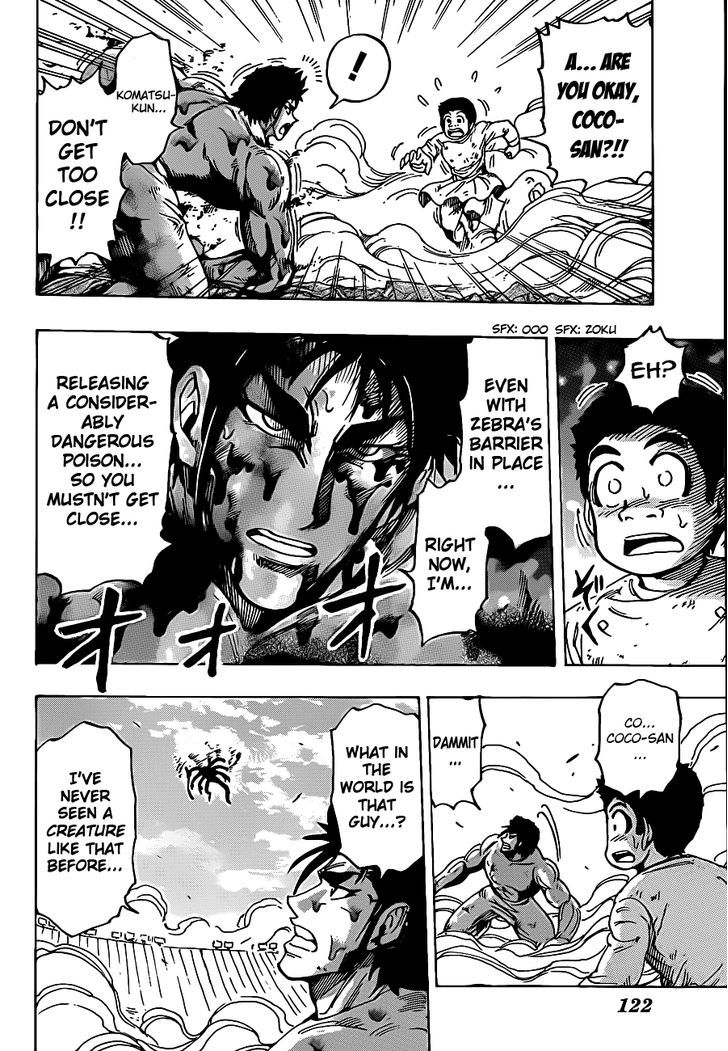 A... ARE
YOU OKAY,
COCO-
SAN?!!
!
KOMATSU-
KUN...
DON'T
GET
TOO
CLOSE
!!
SFX: OOO SFX: ZOKU
EH?
ゾク
EVEN
WITH
ZEBRA'S
BARRIER
IN PLACE
...
RIGHT
NOW,
I'M...
RELEASING
A CONSIDER-
ABLY
DANGEROUS
POISON...
SO YOU
MUSTN'T GET
CLOSE...
オオオ
CO...
COCO-SAN
...
DAMMIT
...
WHAT IN
THE
WORLD IS
THAT
GUY...?
I'VE
NEVER
SEEN A
CREATURE
LIKE THAT
BEFORE...
122